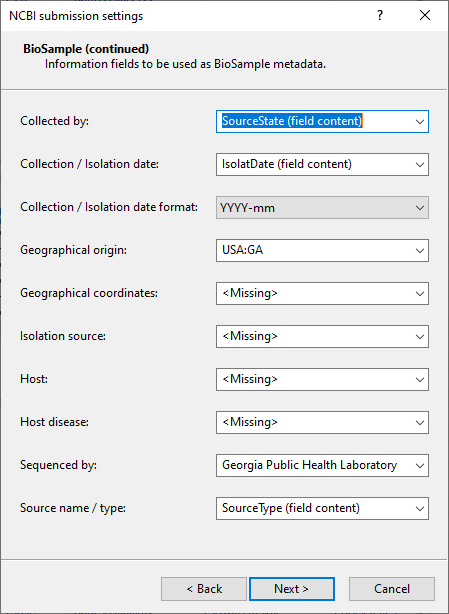 NCBI submission settings
BioSample (continued)
Information fields to be used as BioSample metadata.
Collected by: SourceState (field content)
Collection / Isolation date: IsolatDate (field content)
Collection / Isolation date format: YYYY-mm
Geographical origin: USA:GA
Geographical coordinates: <Missing>
Isolation source: <Missing>
Host: <Missing>
Host disease: <Missing>
Sequenced by: Georgia Public Health Laboratory
Source name / type: SourceType (field content)
< Back Next > Cancel